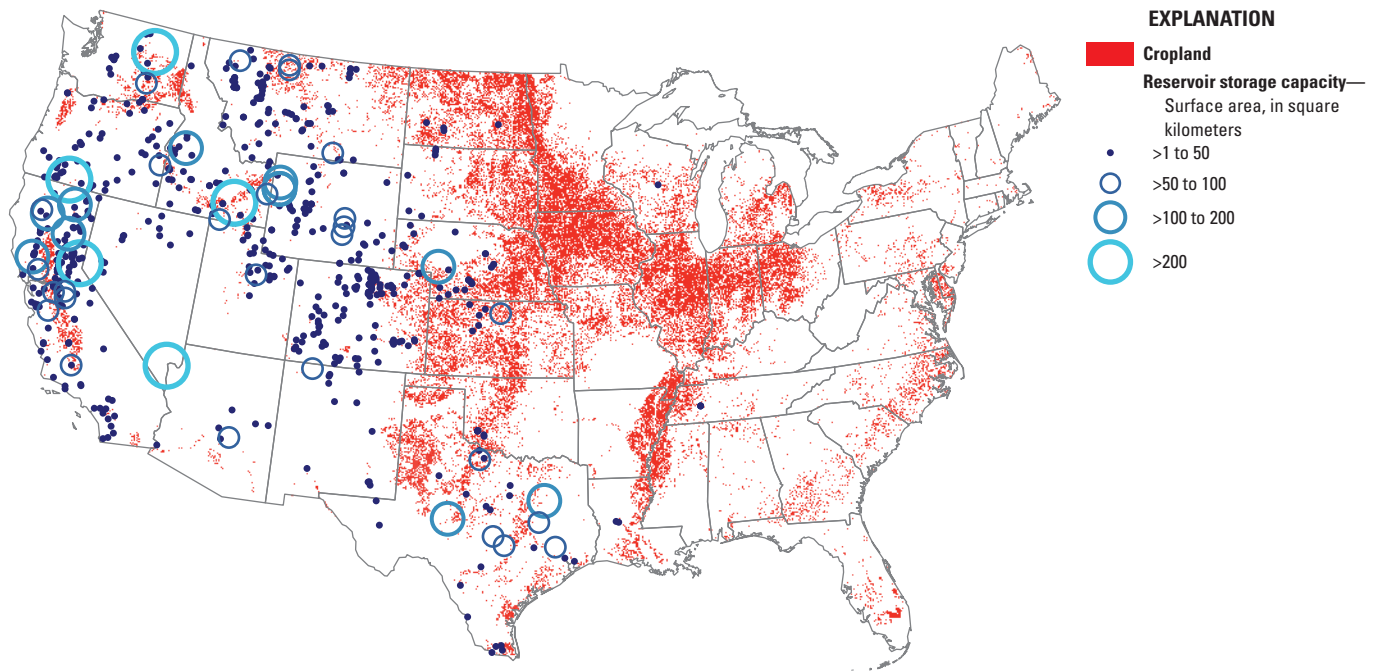 EXPLANATION
Cropland
Reservoir storage capacity—
Surface area, in square
kilometers
>1 to 50
>50 to 100
>100 to 200
>200